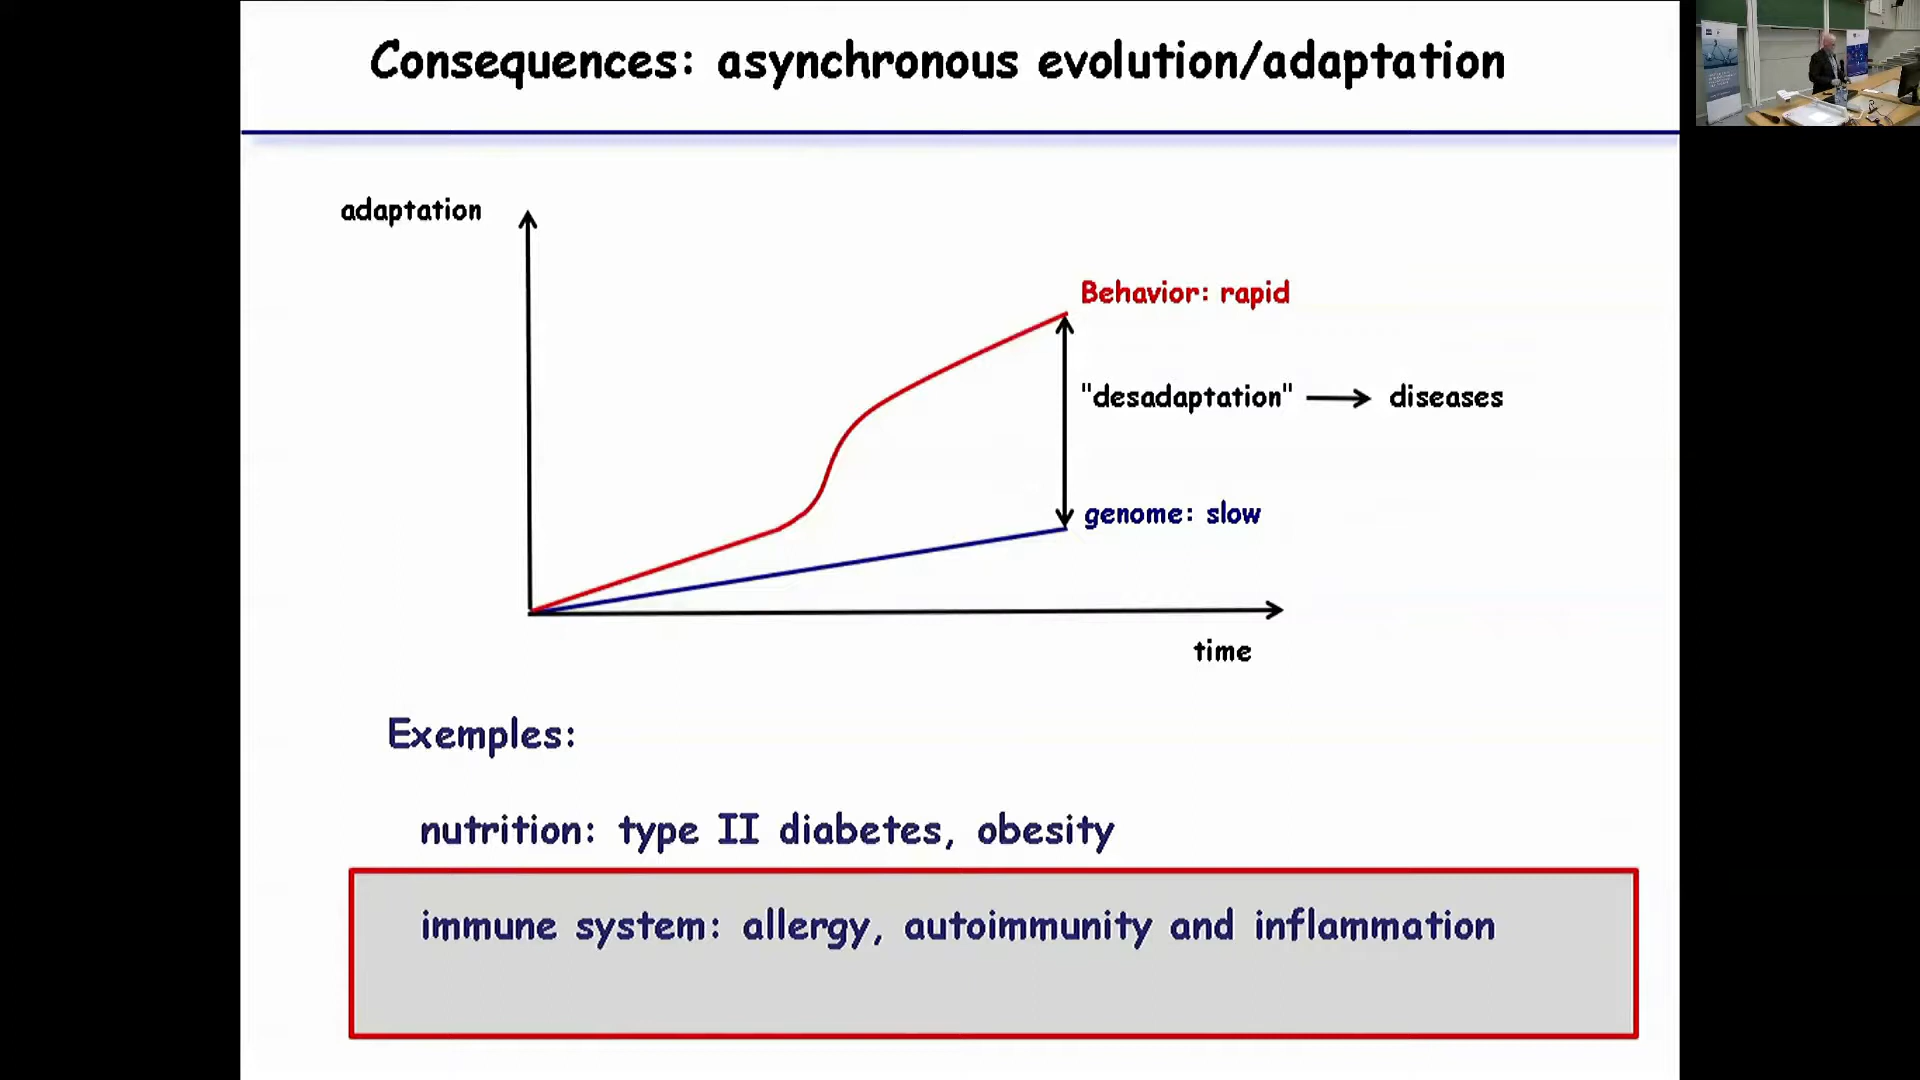 Consequences: asynchronous evolution/adaptation
adaptation
Behavior: rapid
"desadaptation" → diseases
genome: slow
time
Exemples:
nutrition: type II diabetes, obesity
immune system: allergy, autoimmunity and inflammation